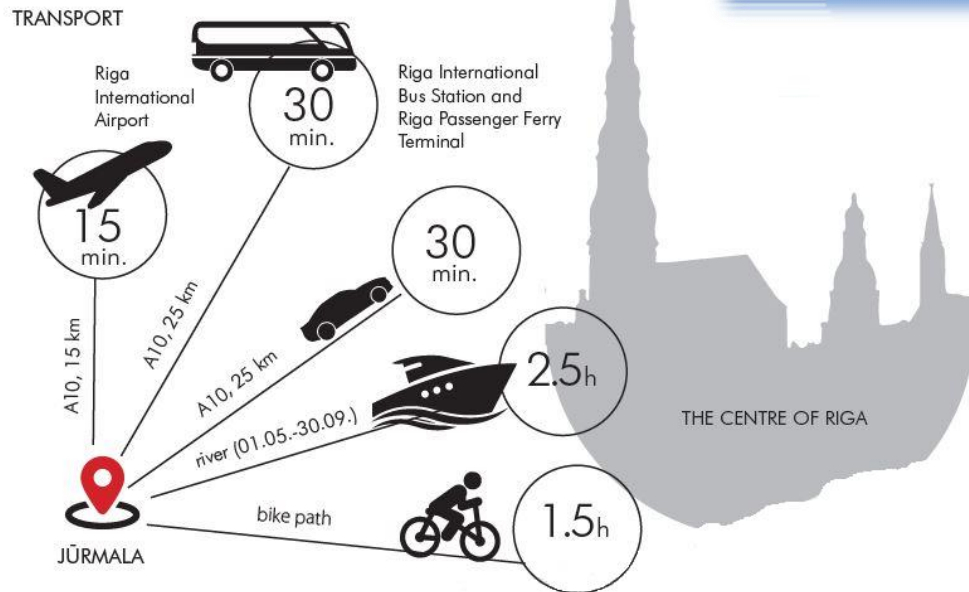 TRANSPORT
Riga
International
Airport
15
min.
A10, 15 km
30
min.
Riga International
Bus Station and
Riga Passenger Ferry
Terminal
A10, 25 km
30
min.
A10, 25 km
2.5h
river (01.05.-30.09.)
1.5h
bike path
THE CENTRE OF RIGA
JŪRMALA